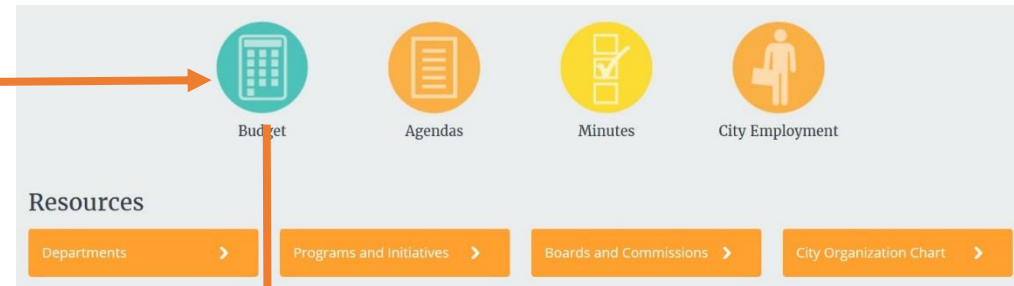 Budget Agendas Minutes City Employment
Resources
Departments Programs and Initiatives Boards and Commissions City Organization Chart